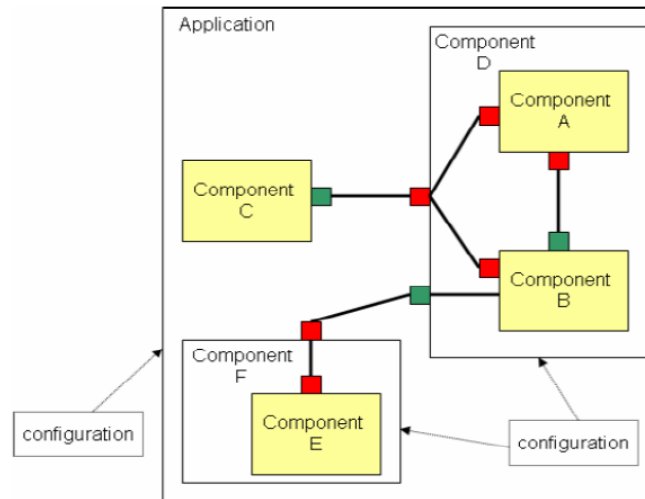 Application
Component
D
Component
A
Component
C
Component
B
Component
F
Component
E
configuration
configuration